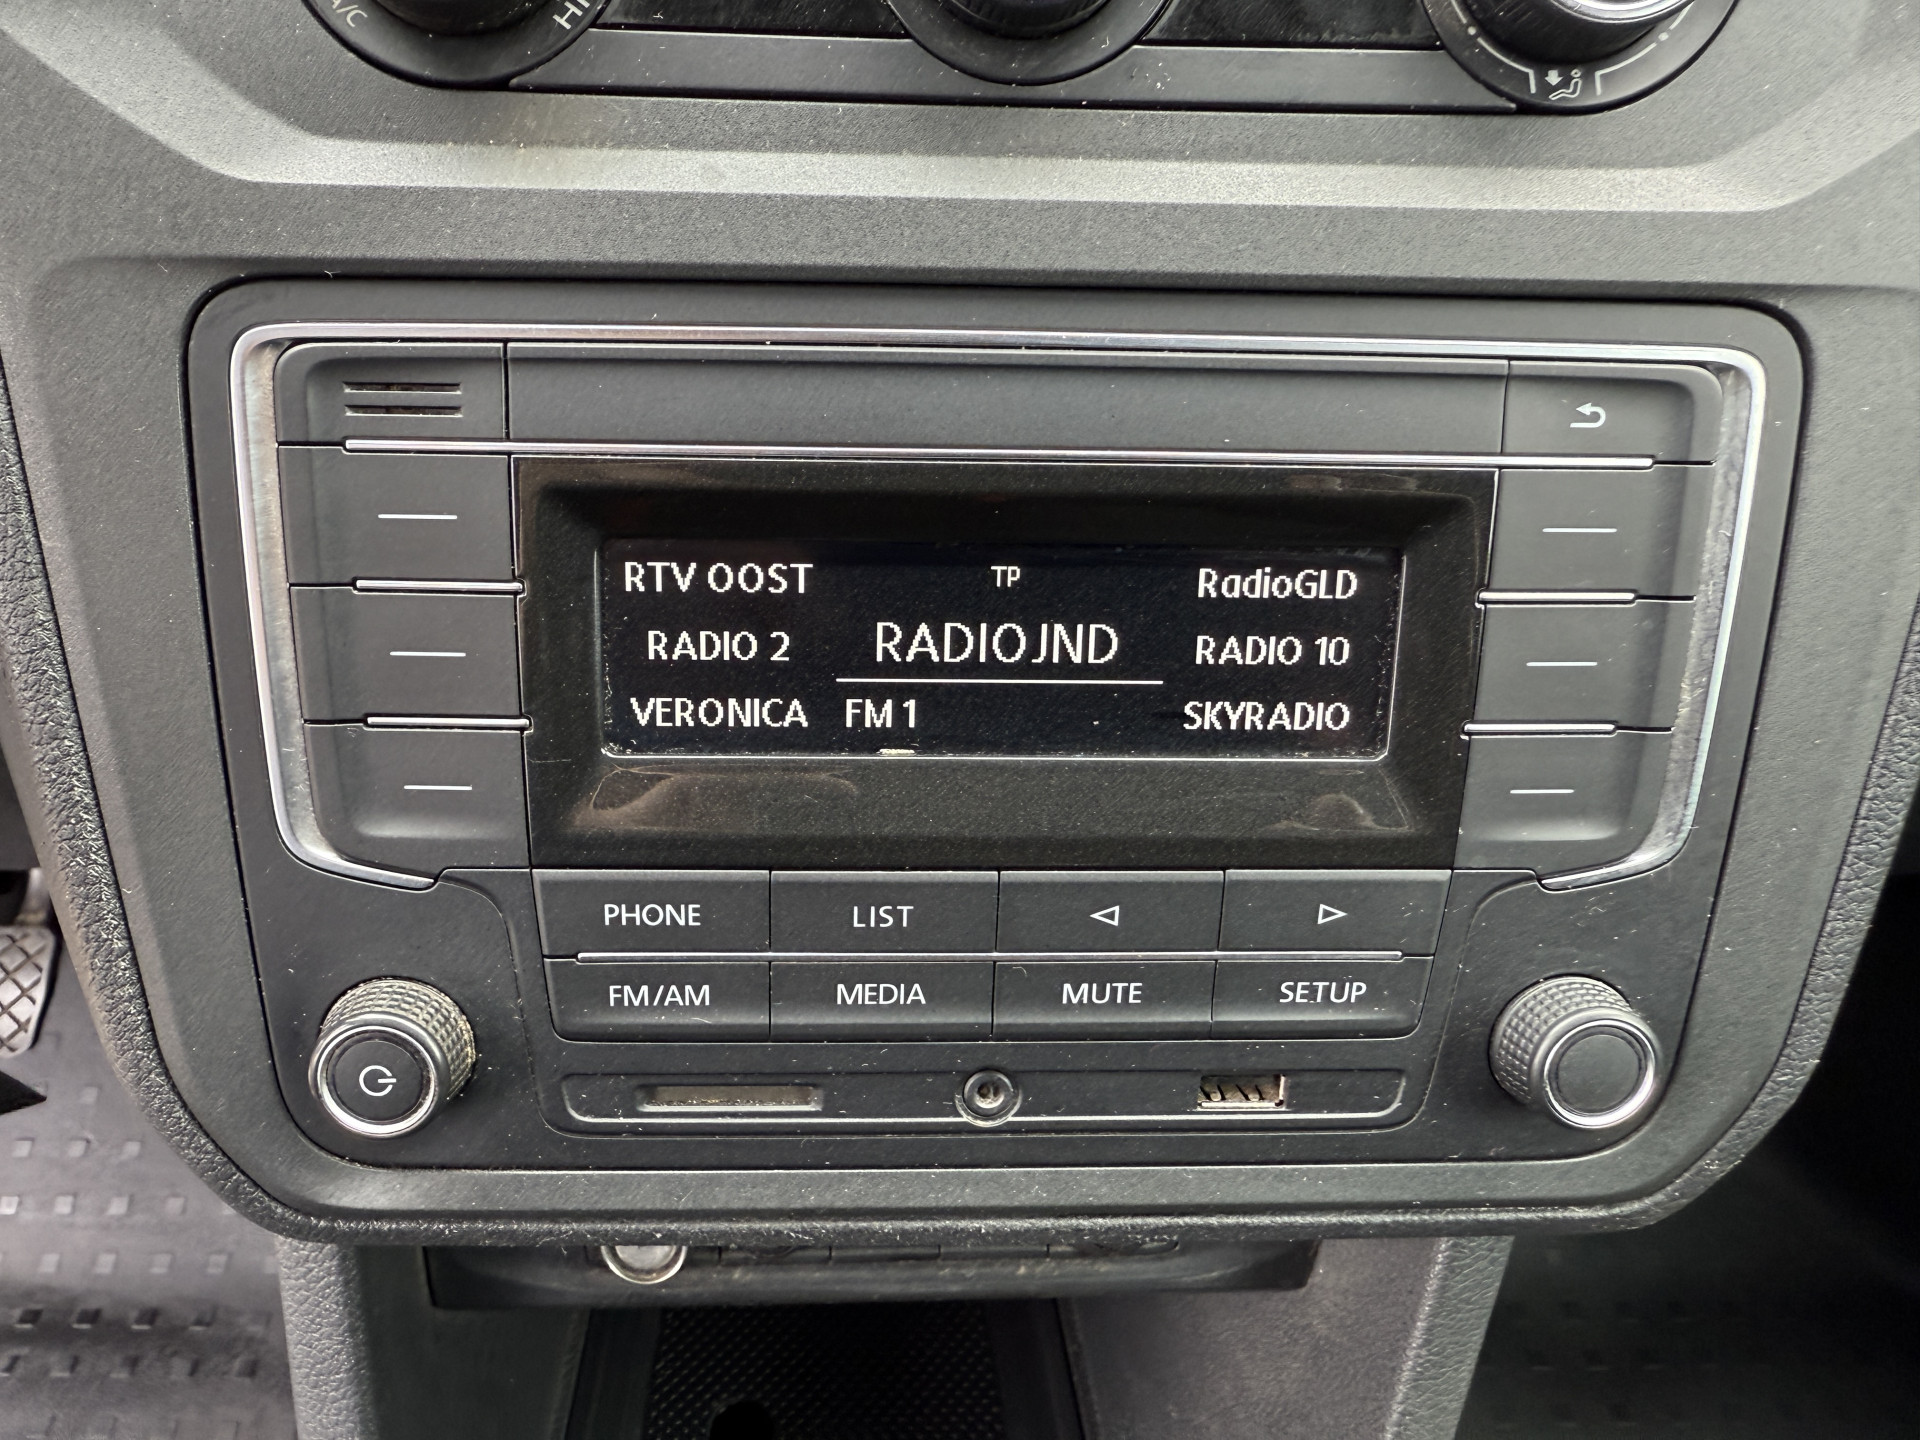 A/C
RTV OOST
TP
RadioGLD
RADIO 2
RADIOJND
RADIO 10
VERONICA
FM 1
SKYRADIO
PHONE
LIST
FM/AM
MEDIA
MUTE
SETUP